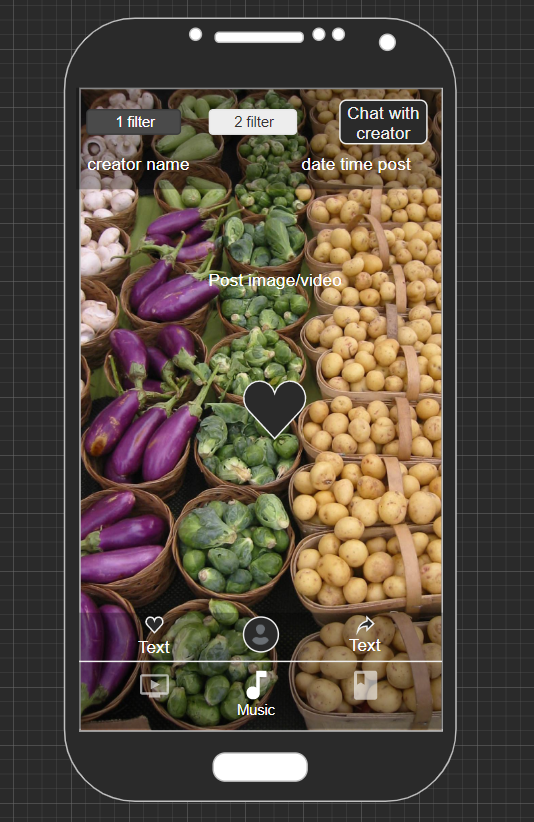 1 filter
2 filter
Chat with
creator
creator name
date time post
Post image/video
Text
Text
Music